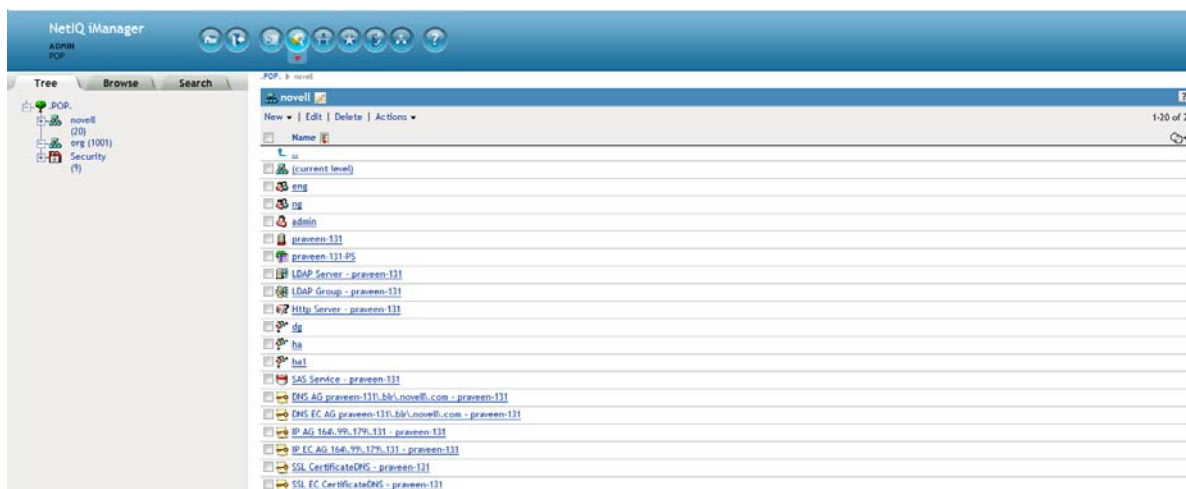 NetIQ iManager
ADMIN
POP
Tree Browse Search
.POP.
novell
(20)
org (1001)
Security
(9)
.POP. novell
novell
New | Edit | Delete | Actions
1-20 of 2
Name
..
(current level)
eng
ng
admin
praveen-131
praveen-131-PS
LDAP Server - praveen-131
LDAP Group - praveen-131
Http Server - praveen-131
dg
ha
ha1
SAS Service - praveen-131
DNS AG praveen-131\.blr\.novell\.com - praveen-131
DNS EC AG praveen-131\.blr\.novell\.com - praveen-131
IP AG 164\.99\.179\.131 - praveen-131
IP EC AG 164\.99\.179\.131 - praveen-131
SSL CertificateDNS - praveen-131
SSL EC CertificateDNS - praveen-131